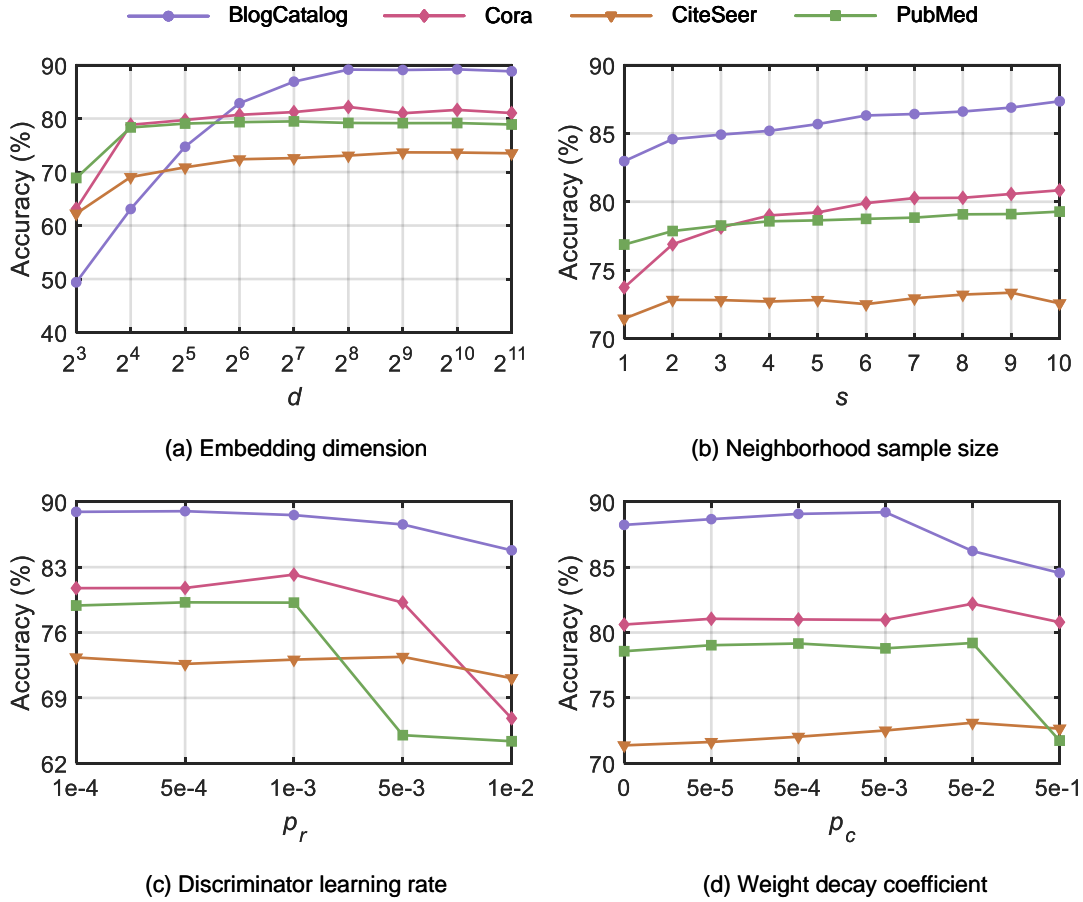 BlogCatalog Cora CiteSeer PubMed
90
80
70
60
50
40
Accuracy (%)
2^3 2^4 2^5 2^6 2^7 2^8 2^9 2^10 2^11
d
(a) Embedding dimension
90
85
80
75
70
Accuracy (%)
1 2 3 4 5 6 7 8 9 10
s
(b) Neighborhood sample size
90
83
76
69
62
Accuracy (%)
1e-4 5e-4 1e-3 5e-3 1e-2
p_r
(c) Discriminator learning rate
90
85
80
75
70
Accuracy (%)
0 5e-5 5e-4 5e-3 5e-2 5e-1
p_c
(d) Weight decay coefficient